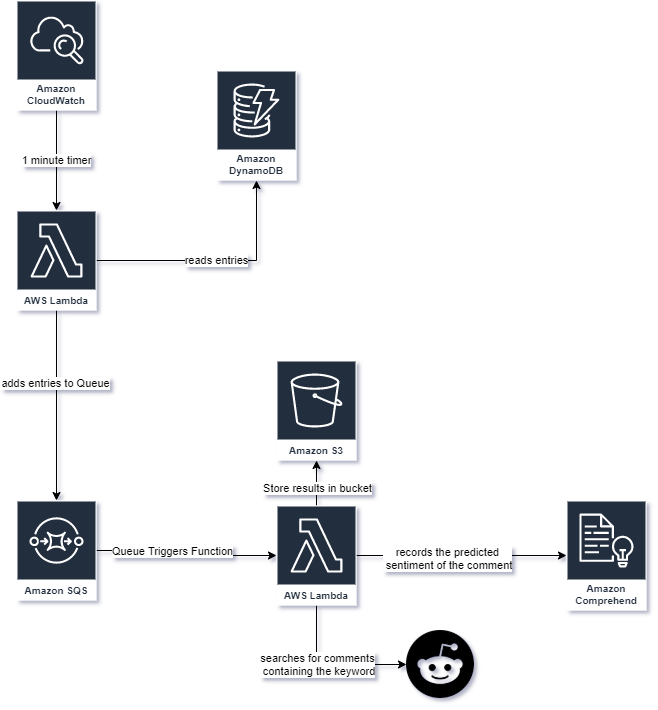 Amazon
CloudWatch
1 minute timer
Amazon
DynamoDB
AWS Lambda
reads entries
adds entries to Queue
Amazon S3
Store results in bucket
Amazon SQS
Queue Triggers Function
AWS Lambda
records the predicted
sentiment of the comment
Amazon
Comprehend
searches for comments
containing the keyword